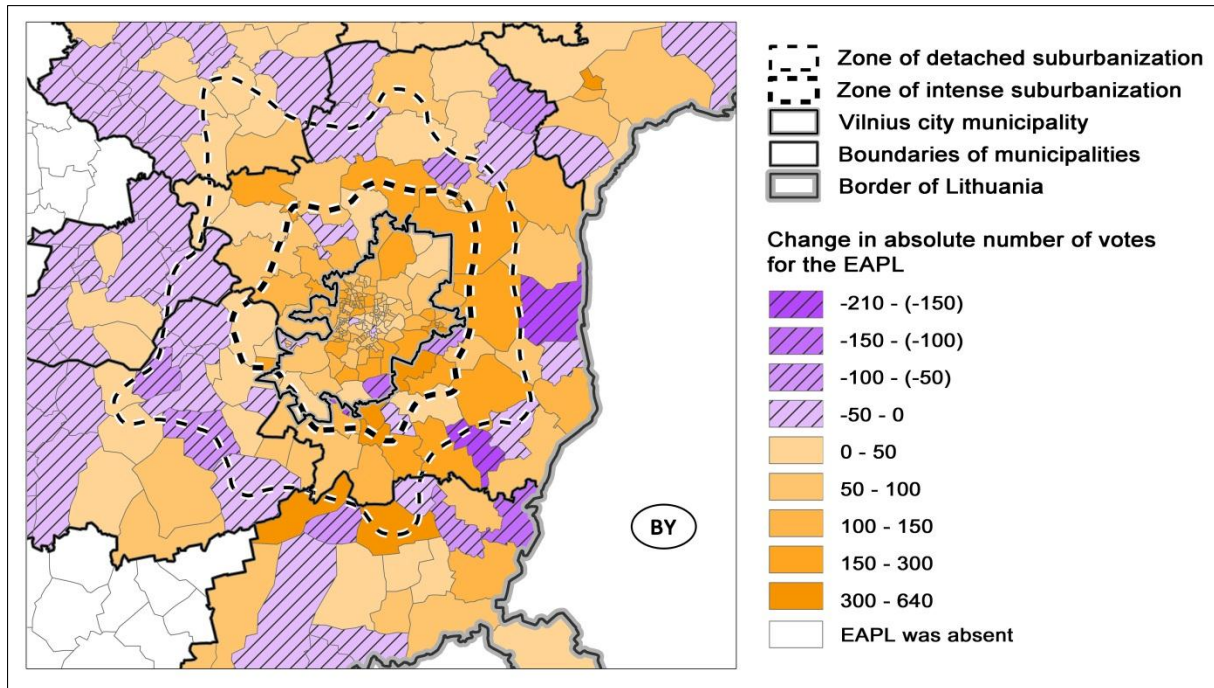 Zone of detached suburbanization
Zone of intense suburbanization
Vilnius city municipality
Boundaries of municipalities
Border of Lithuania
Change in absolute number of votes
for the EAPL
-210 - (-150)
-150 - (-100)
-100 - (-50)
-50 - 0
0 - 50
50 - 100
100 - 150
150 - 300
300 - 640
EAPL was absent
BY